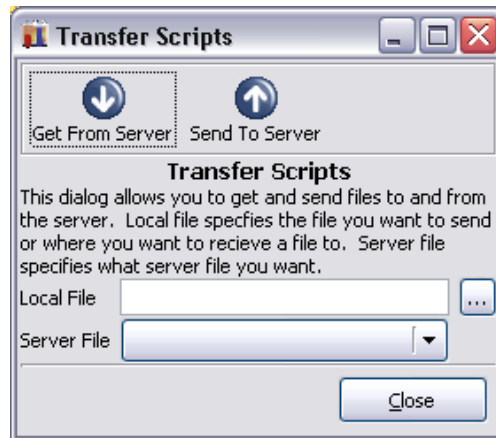 Transfer Scripts
Get From Server Send To Server
Transfer Scripts
This dialog allows you to get and send files to and from
the server. Local file specfies the file you want to send
or where you want to recieve a file to. Server file
specifies what server file you want.
Local File
...
Server File
Close